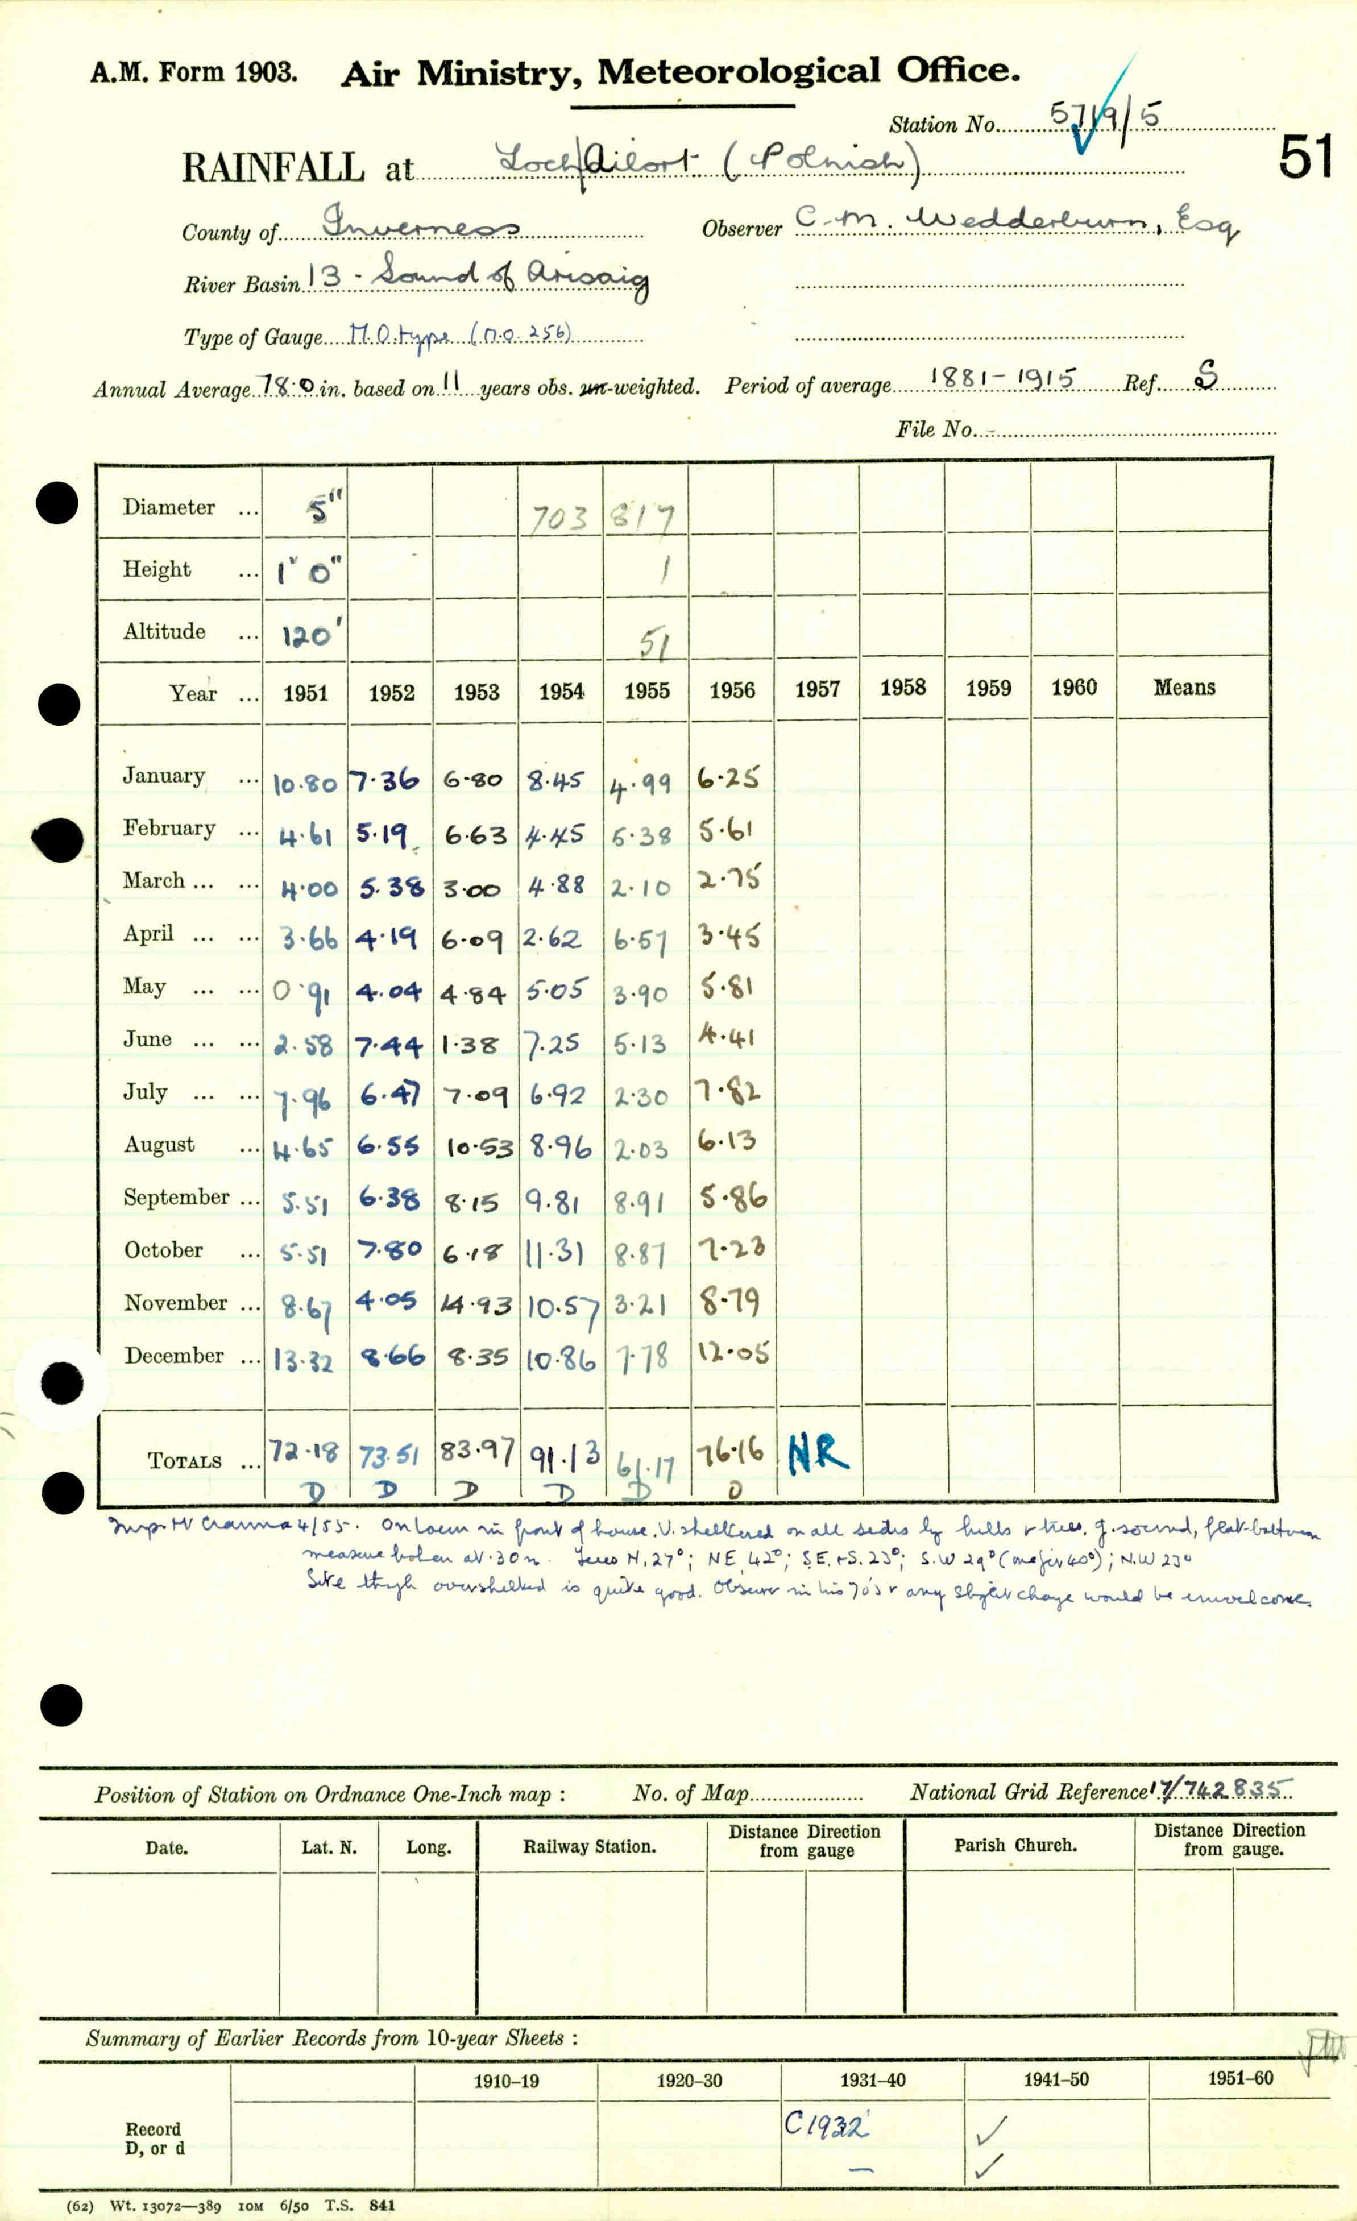 A.M. Form 1903. Air Ministry, Meteorological Office.
Station No. 5719/5
51
RAINFALL at Loch Ailort (Polnish)
County of Inverness Observer C. M. Wedderburn, Esq
River Basin 13 - Sound of Arisaig
Type of Gauge M.O. type (M.O. 256)
Annual Average 78.0 in. based on 11 years obs. un-weighted. Period of average 1881-1915 Ref. S
File No. -
Diameter ... 5" 703 817
Height ... 1' 0" 1
Altitude ... 120' 51
Year ... 1951 1952 1953 1954 1955 1956 1957 1958 1959 1960 Means
January ... 10.80 7.36 6.80 8.45 4.99 6.25
February ... 4.61 5.19 6.63 4.45 5.38 5.61
March ... ... 4.00 5.38 3.00 4.88 2.10 2.75
April ... ... 3.66 4.19 6.09 2.62 6.57 3.45
May ... ... 0.91 4.04 4.84 5.05 3.90 5.81
June ... ... 2.58 7.44 1.38 7.25 5.13 4.41
July ... ... 7.96 6.47 7.09 6.92 2.30 7.82
August ... 4.65 6.55 10.53 8.96 2.03 6.13
September ... 5.51 6.38 8.15 9.81 8.91 5.86
October ... 5.51 7.80 6.18 11.31 8.87 7.23
November ... 8.67 4.05 14.93 10.57 3.21 8.79
December ... 13.32 8.66 8.35 10.86 7.78 12.05
TOTALS ... 72.18 73.51 83.97 91.13 61.17 76.16 NR
D D D D D D
4/55. On lawn in front of house. V. sheltered on all sides by hills & trees. G. sound, flat-bottom
measure broken at .30 in. Trees N, 27°; NE, 42°; SE. & S. 23°; S.W 29° (major 40°); N.W 23°
Site though oversheltered is quite good. Observer in his 70's & any slight change would be unwelcome.
Position of Station on Ordnance One-Inch map : No. of Map National Grid Reference 17/742835
Date. Lat. N. Long. Railway Station. Distance from Direction gauge Parish Church. Distance from Direction gauge.
Summary of Earlier Records from 10-year Sheets :
1910-19 1920-30 1931-40 1941-50 1951-60
Record C1932 ✓
D, or d — ✓
(62) Wt. 13072—389 10M 6/50 T.S. 841